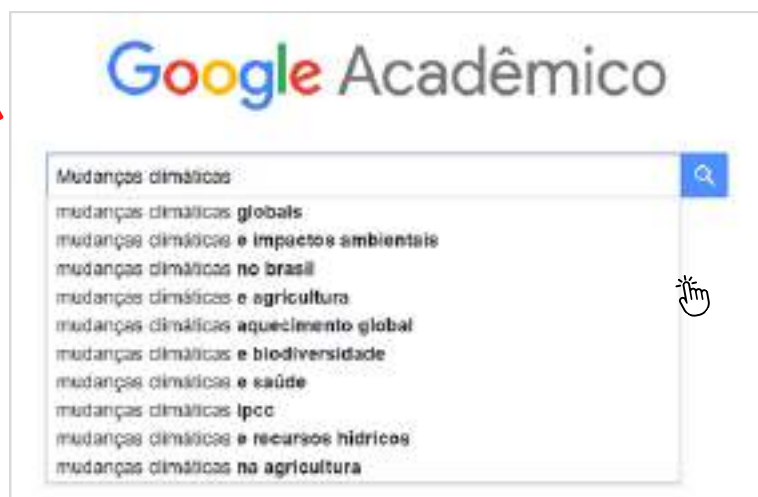 Google Acadêmico
Mudanças climáticas
mudanças climáticas globais
mudanças climáticas e impactos ambientais
mudanças climáticas no brasil
mudanças climáticas e agricultura
mudanças climáticas aquecimento global
mudanças climáticas e biodiversidade
mudanças climáticas e saúde
mudanças climáticas ipcc
mudanças climáticas e recursos hídricos
mudanças climáticas na agricultura